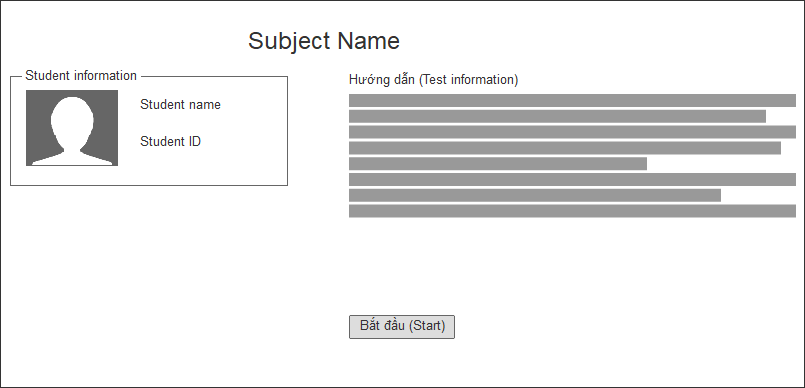 Subject Name
Student information
Student name
Student ID
Hướng dẫn (Test information)
Bắt đầu (Start)